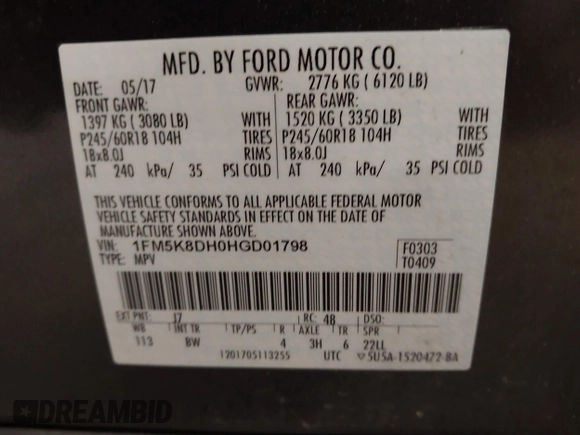 MFD. BY FORD MOTOR CO.
DATE: 05/17 GVWR: 2776 KG ( 6120 LB)
FRONT GAWR: REAR GAWR:
1397 KG ( 3080 LB) WITH 1520 KG ( 3350 LB) WITH
P245/60R18 104H TIRES P245/60R18 104H TIRES
18x8.0J RIMS 18x8.0J RIMS
AT 240 kPa/ 35 PSI COLD AT 240 kPa/ 35 PSI COLD
THIS VEHICLE CONFORMS TO ALL APPLICABLE FEDERAL MOTOR
VEHICLE SAFETY STANDARDS IN EFFECT ON THE DATE OF
MANUFACTURE SHOWN ABOVE.
VIN: 1FM5K8DH0HGD01798 F0303
TYPE: MPV T0409
EXT PNT: J7 RC: 48 DSO:
WB INT TR TP/PS R AXLE TR SPR
113 BW 4 3H 6 22LL
1201705113255 UTC ▽5USA-1520472-BA
DREAMBID